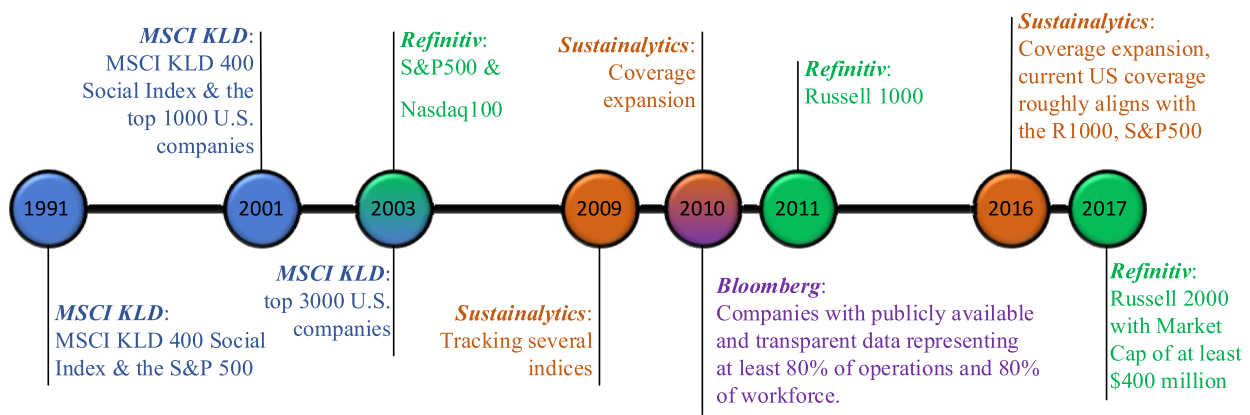 MSCI KLD:
MSCI KLD 400
Social Index & the
top 1000 U.S.
companies
Refinitiv:
S&P500 &
Nasdaq100
Sustainalytics:
Coverage
expansion
Refinitiv:
Russell 1000
Sustainalytics:
Coverage expansion,
current US coverage
roughly aligns with
the R1000, S&P500
1991
2001
2003
2009
2010
2011
2016
2017
MSCI KLD:
MSCI KLD 400 Social
Index & the S&P 500
MSCI KLD:
top 3000 U.S.
companies
Sustainalytics:
Tracking several
indices
Bloomberg:
Companies with publicly available
and transparent data representing
at least 80% of operations and 80%
of workforce.
Refinitiv:
Russell 2000
with Market
Cap of at least
$400 million